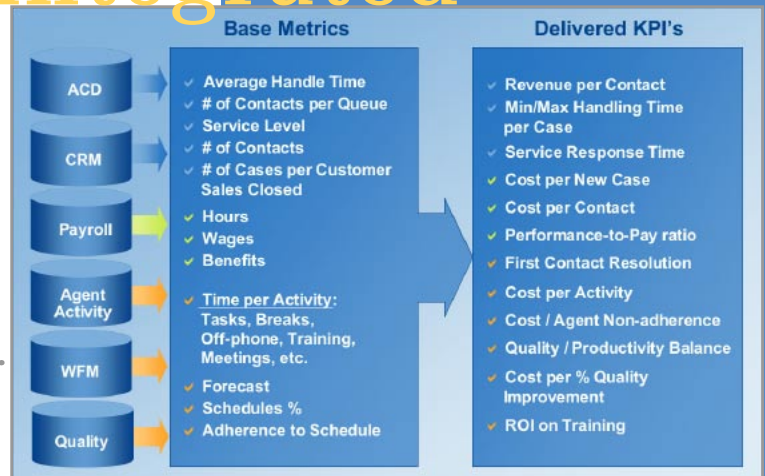 Integrated
Base Metrics
Delivered KPI's
ACD
CRM
Payroll
Agent
Activity
WFM
Quality
Average Handle Time
# of Contacts per Queue
Service Level
# of Contacts
# of Cases per Customer
Sales Closed
Hours
Wages
Benefits
Time per Activity:
Tasks, Breaks,
Off-phone, Training,
Meetings, etc.
Forecast
Schedules %
Adherence to Schedule
Revenue per Contact
Min/Max Handling Time
per Case
Service Response Time
Cost per New Case
Cost per Contact
Performance-to-Pay ratio
First Contact Resolution
Cost per Activity
Cost / Agent Non-adherence
Quality / Productivity Balance
Cost per % Quality
Improvement
ROI on Training